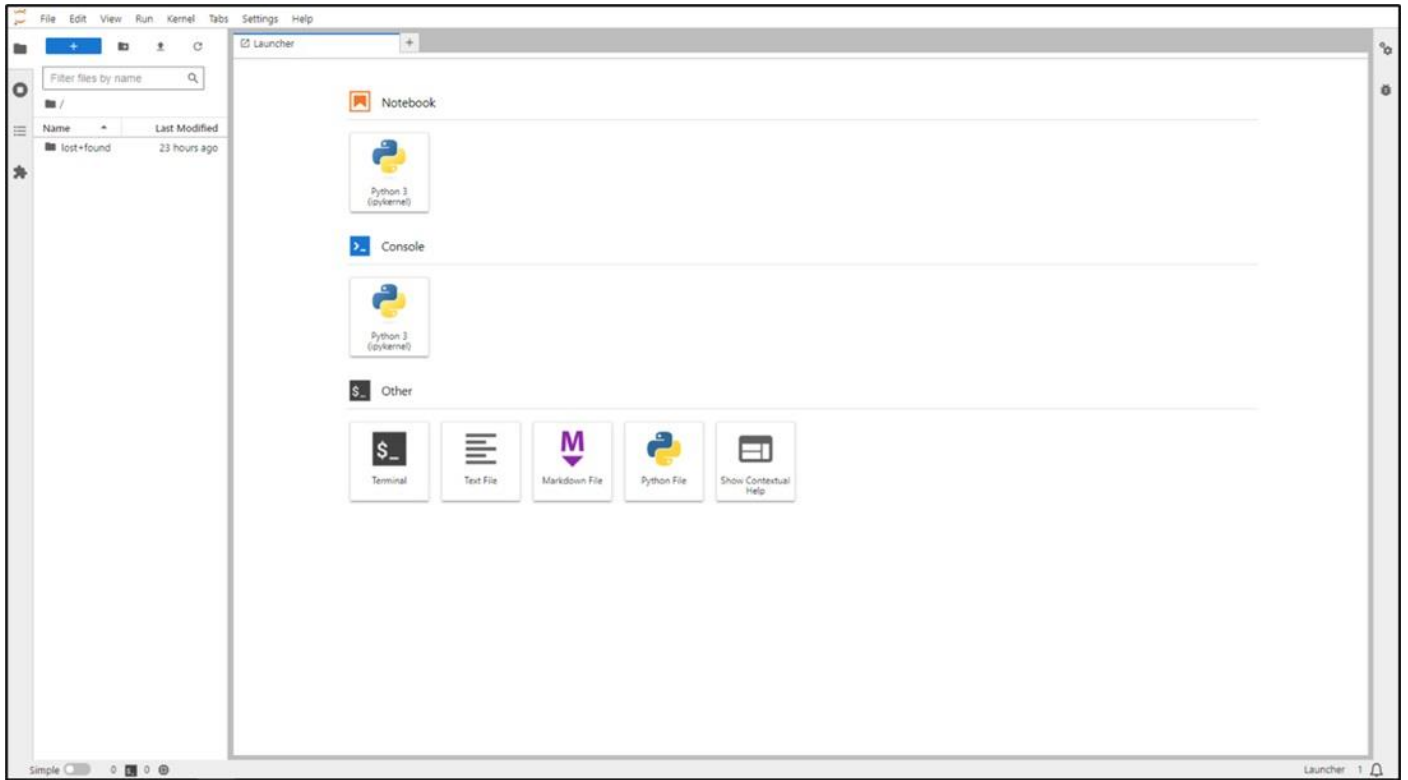 File Edit View Run Kernel Tabs Settings Help
+
Filter files by name
/
Name Last Modified
lost+found 23 hours ago
Launcher +
Notebook
Python 3
(ipykernel)
>_ Console
Python 3
(ipykernel)
$_ Other
$_
Terminal
Text File
M
Markdown File
Python File
Show Contextual
Help
Simple 0 $_ 0
Launcher 1